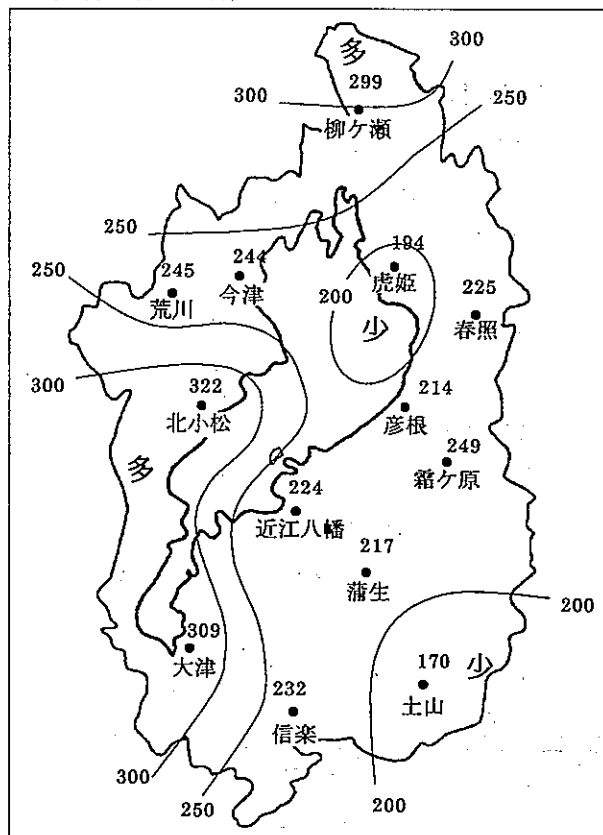 多
300
299
300
柳ケ瀬
250
250
250
244
194
245
今津
虎姫
荒川
200
225
少
春照
300
322
214
北小松
彦根
249
多
霜ケ原
224
近江八幡
217
蒲生
200
309
170
少
大津
232
土山
信楽
300
250
200